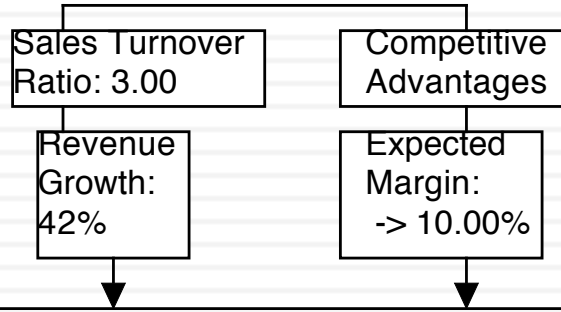 Sales Turnover
Ratio: 3.00
Competitive
Advantages
Revenue
Growth:
42%
Expected
Margin:
-> 10.00%